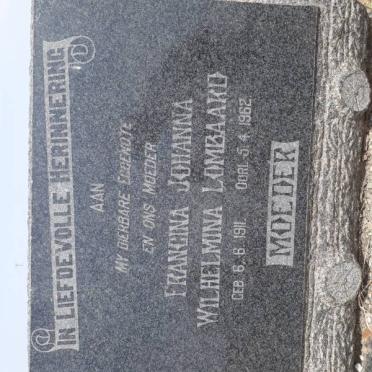 IN LIEFDEVOLLE HERINNERING
AAN
MY DIERBARE EGGENOTE
EN ONS MOEDER
FRANCINA JOHANNA
WILHELMINA LOMBAARD
GEB. 6.6.1911. OORL. 5.4.1962.
MOEDER